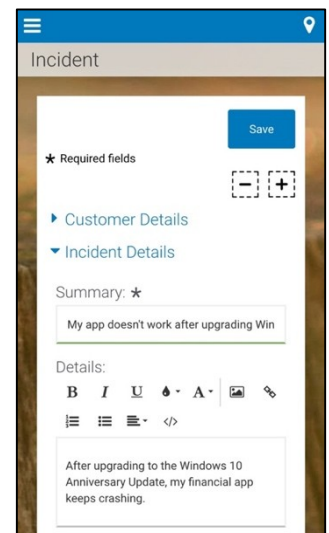 Incident
Save
* Required fields
Customer Details
Incident Details
Summary: *
My app doesn't work after upgrading Win
Details:
B I U A
After upgrading to the Windows 10
Anniversary Update, my financial app
keeps crashing.